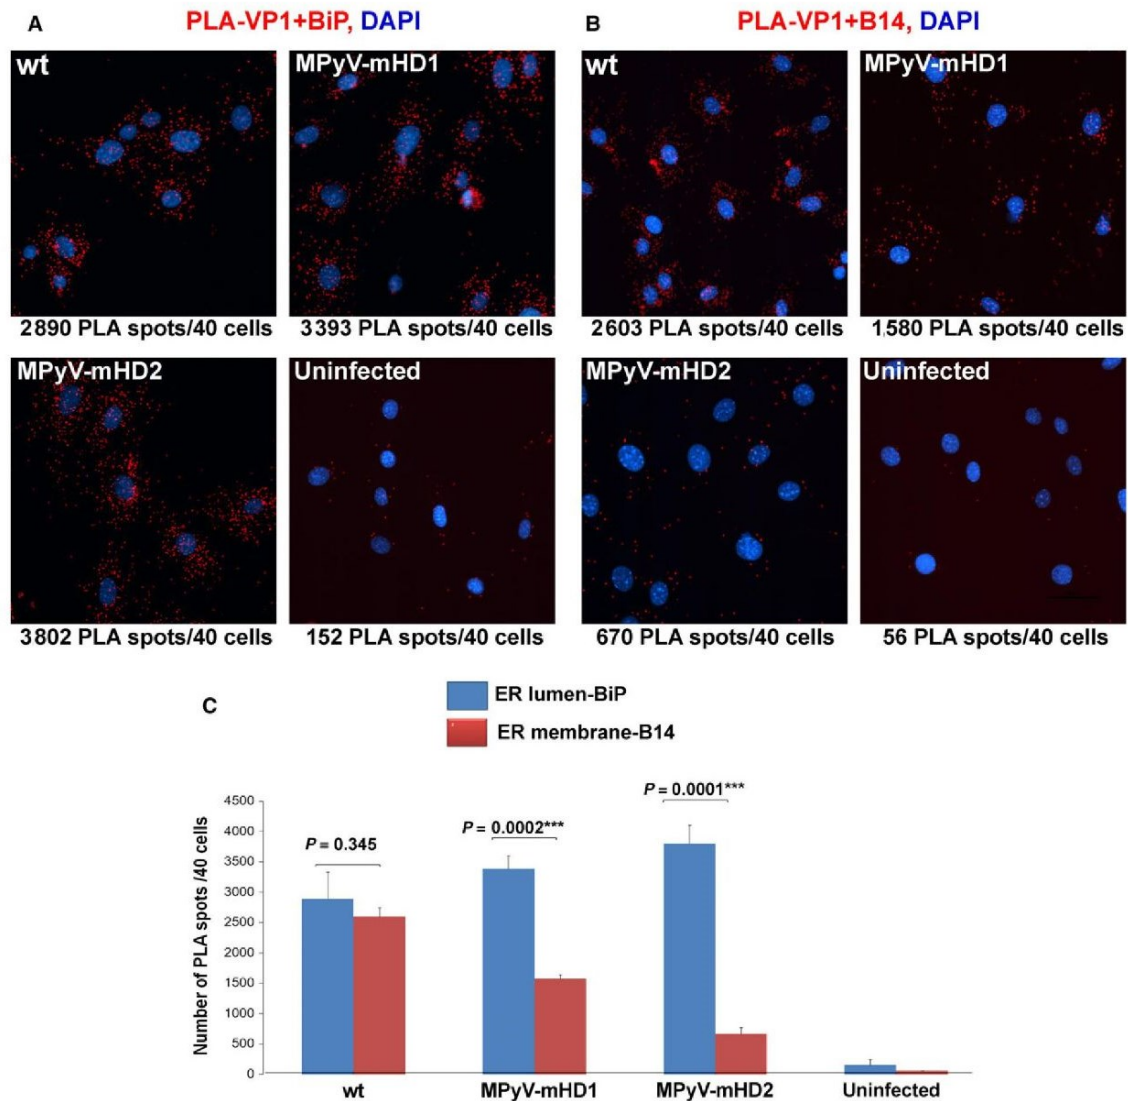 A PLA-VP1+BiP, DAPI
B PLA-VP1+B14, DAPI
wt
MPyV-mHD1
2890 PLA spots/40 cells
3393 PLA spots/40 cells
MPyV-mHD2
Uninfected
3802 PLA spots/40 cells
152 PLA spots/40 cells
wt
MPyV-mHD1
2603 PLA spots/40 cells
1580 PLA spots/40 cells
MPyV-mHD2
Uninfected
670 PLA spots/40 cells
56 PLA spots/40 cells
C
ER lumen-BiP
ER membrane-B14
Number of PLA spots /40 cells
4500
4000
3500
3000
2500
2000
1500
1000
500
0
P = 0.345
P = 0.0002***
P = 0.0001***
wt
MPyV-mHD1
MPyV-mHD2
Uninfected